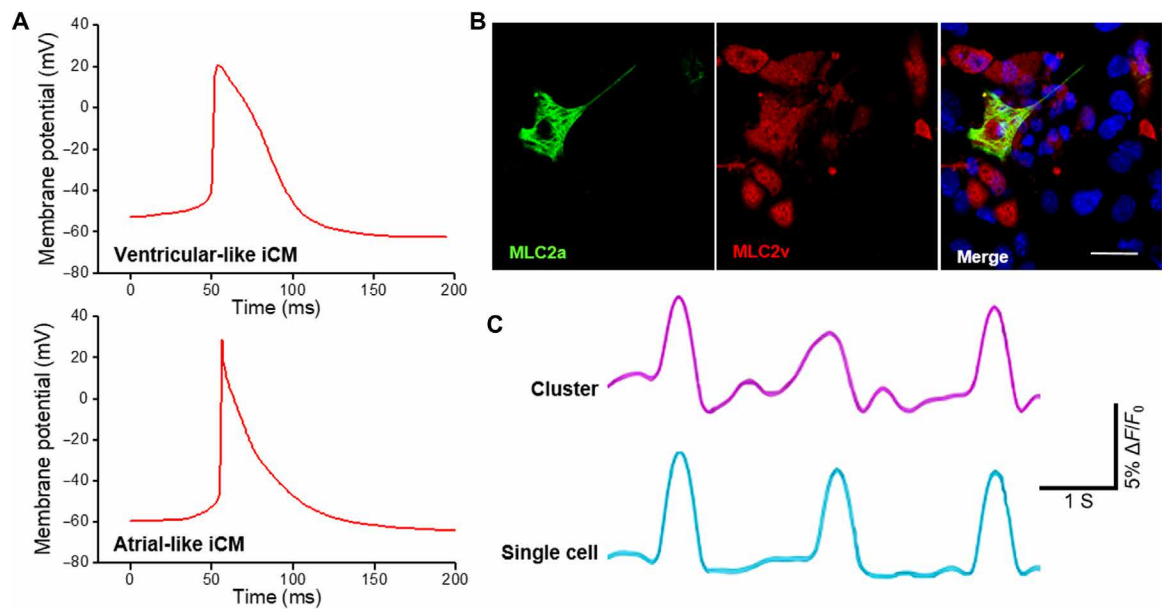 A
Membrane potential (mV)
40
20
0
–20
–40
–60
–80
Ventricular-like iCM
0
50
100
150
200
Time (ms)
Membrane potential (mV)
40
20
0
–20
–40
–60
–80
Atrial-like iCM
0
50
100
150
200
Time (ms)
B
MLC2a
MLC2v
Merge
C
Cluster
Single cell
5% ΔF/F0
1 S